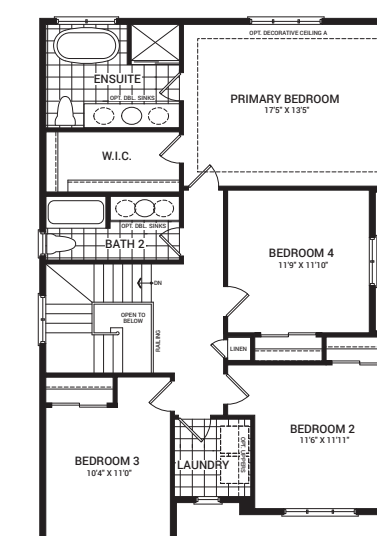 OPT. DECORATIVE CEILING A
ENSUITE
OPT. DBL. SINKS
PRIMARY BEDROOM
17'5" X 13'5"
W.I.C.
OPT. DBL. SINKS
BATH 2
BEDROOM 4
11'9" X 11'10"
DN
OPEN TO
BELOW
RAILING
LINEN
BEDROOM 2
11'6" X 11'11"
OPT. UPPERS
LAUNDRY
BEDROOM 3
10'4" X 11'0"